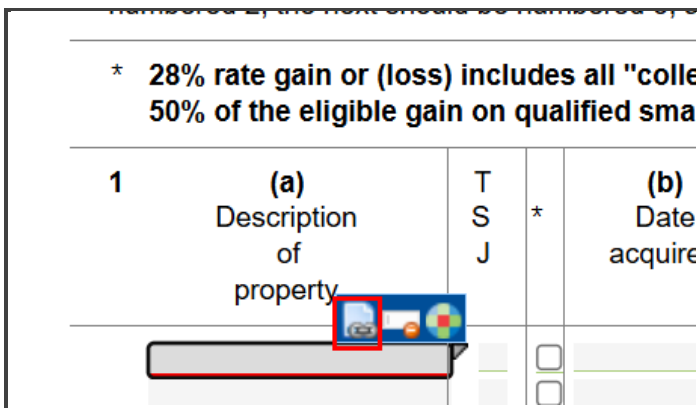 * 28% rate gain or (loss) includes all "colle
50% of the eligible gain on qualified sma
1 (a) T (b)
Description S * Date
of J acquire
property